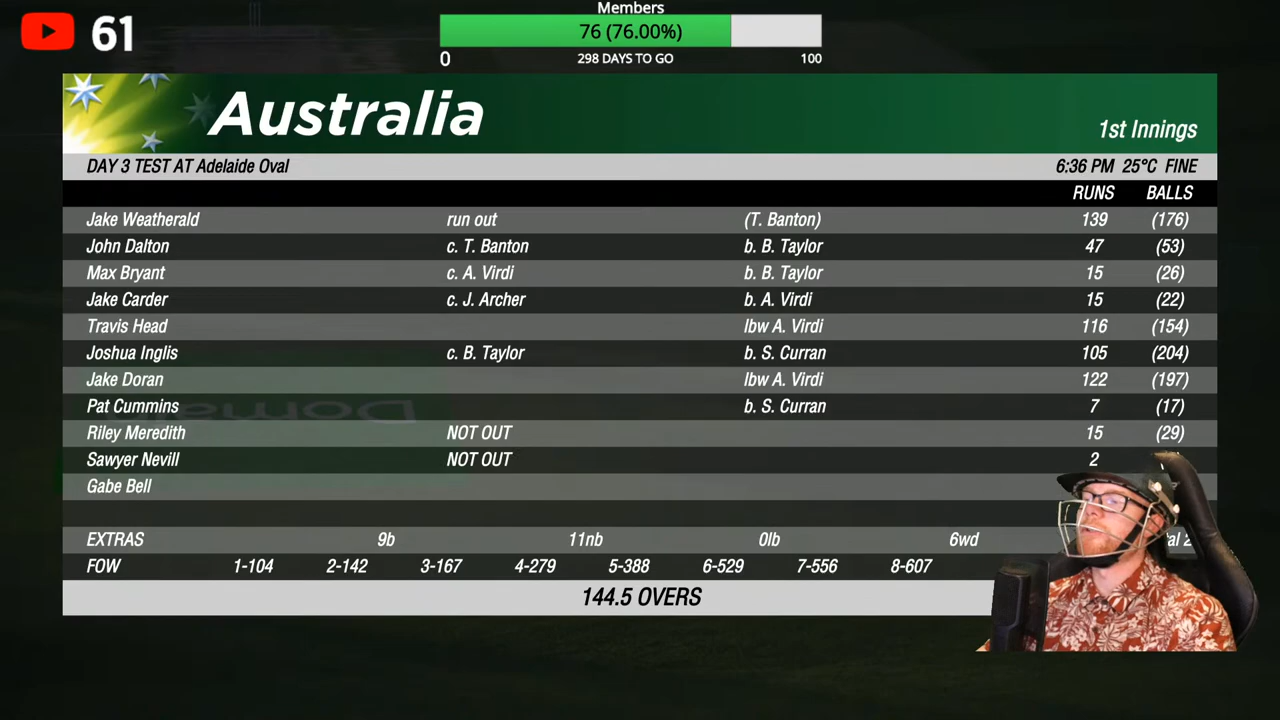 61
Members
76 (76.00%)
0 298 DAYS TO GO 100
Australia
1st Innings
DAY 3 TEST AT Adelaide Oval 6:36 PM 25°C FINE
RUNS BALLS
Jake Weatherald run out (T. Banton) 139 (176)
John Dalton c. T. Banton b. B. Taylor 47 (53)
Max Bryant c. A. Virdi b. B. Taylor 15 (26)
Jake Carder c. J. Archer b. A. Virdi 15 (22)
Travis Head lbw A. Virdi 116 (154)
Joshua Inglis c. B. Taylor b. S. Curran 105 (204)
Jake Doran lbw A. Virdi 122 (197)
Pat Cummins b. S. Curran 7 (17)
Riley Meredith NOT OUT 15 (29)
Sawyer Nevill NOT OUT 2
Gabe Bell
EXTRAS 9b 11nb 0lb 6wd
FOW 1-104 2-142 3-167 4-279 5-388 6-529 7-556 8-607
144.5 OVERS